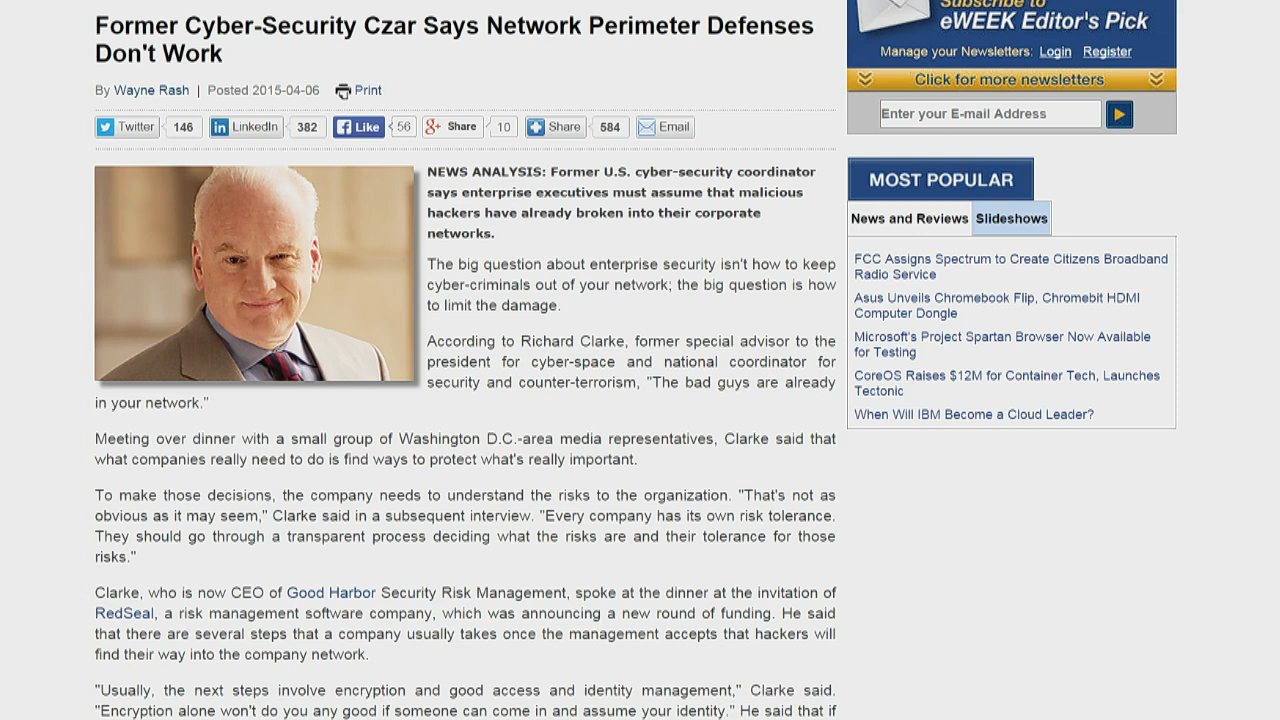 Former Cyber-Security Czar Says Network Perimeter Defenses
Don't Work
By Wayne Rash | Posted 2015-04-06 Print
Twitter 146 LinkedIn 382 Like 56 Share 10 Share 584 Email
NEWS ANALYSIS: Former U.S. cyber-security coordinator
says enterprise executives must assume that malicious
hackers have already broken into their corporate
networks.
The big question about enterprise security isn't how to keep
cyber-criminals out of your network; the big question is how
to limit the damage.
According to Richard Clarke, former special advisor to the
president for cyber-space and national coordinator for
security and counter-terrorism, "The bad guys are already
in your network."
Meeting over dinner with a small group of Washington D.C.-area media representatives, Clarke said that
what companies really need to do is find ways to protect what's really important.
To make those decisions, the company needs to understand the risks to the organization. "That's not as
obvious as it may seem," Clarke said in a subsequent interview. "Every company has its own risk tolerance.
They should go through a transparent process deciding what the risks are and their tolerance for those
risks."
Clarke, who is now CEO of Good Harbor Security Risk Management, spoke at the dinner at the invitation of
RedSeal, a risk management software company, which was announcing a new round of funding. He said
that there are several steps that a company usually takes once the management accepts that hackers will
find their way into the company network.
"Usually, the next steps involve encryption and good access and identity management," Clarke said.
"Encryption alone won't do you any good if someone can come in and assume your identity." He said that if
Subscribe to
eWEEK Editor's Pick
Manage your Newsletters: Login Register
Click for more newsletters
Enter your E-mail Address
MOST POPULAR
News and Reviews Slideshows
FCC Assigns Spectrum to Create Citizens Broadband
Radio Service
Asus Unveils Chromebook Flip, Chromebit HDMI
Computer Dongle
Microsoft's Project Spartan Browser Now Available
for Testing
CoreOS Raises $12M for Container Tech, Launches
Tectonic
When Will IBM Become a Cloud Leader?